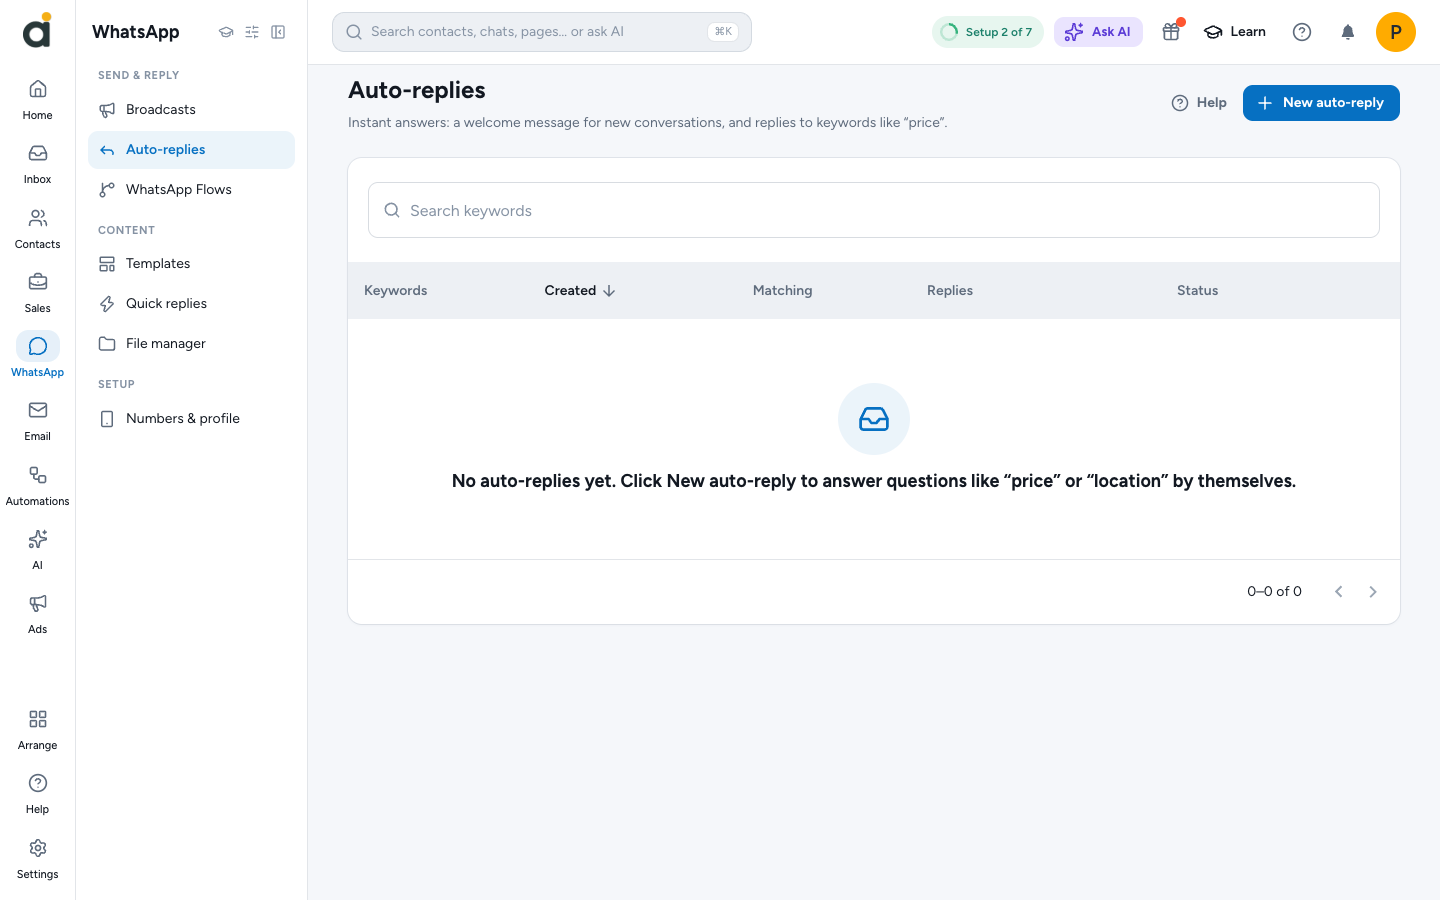 WhatsApp
Search contacts, chats, pages... or ask AI
⌘K
Setup 2 of 7
Ask AI
Learn
P
Home
Inbox
Contacts
Sales
WhatsApp
Email
Automations
AI
Ads
Arrange
Help
Settings
SEND & REPLY
Broadcasts
Auto-replies
WhatsApp Flows
CONTENT
Templates
Quick replies
File manager
SETUP
Numbers & profile
Auto-replies
Instant answers: a welcome message for new conversations, and replies to keywords like “price”.
Help
New auto-reply
Search keywords
Keywords
Created
Matching
Replies
Status
No auto-replies yet. Click New auto-reply to answer questions like “price” or “location” by themselves.
0–0 of 0